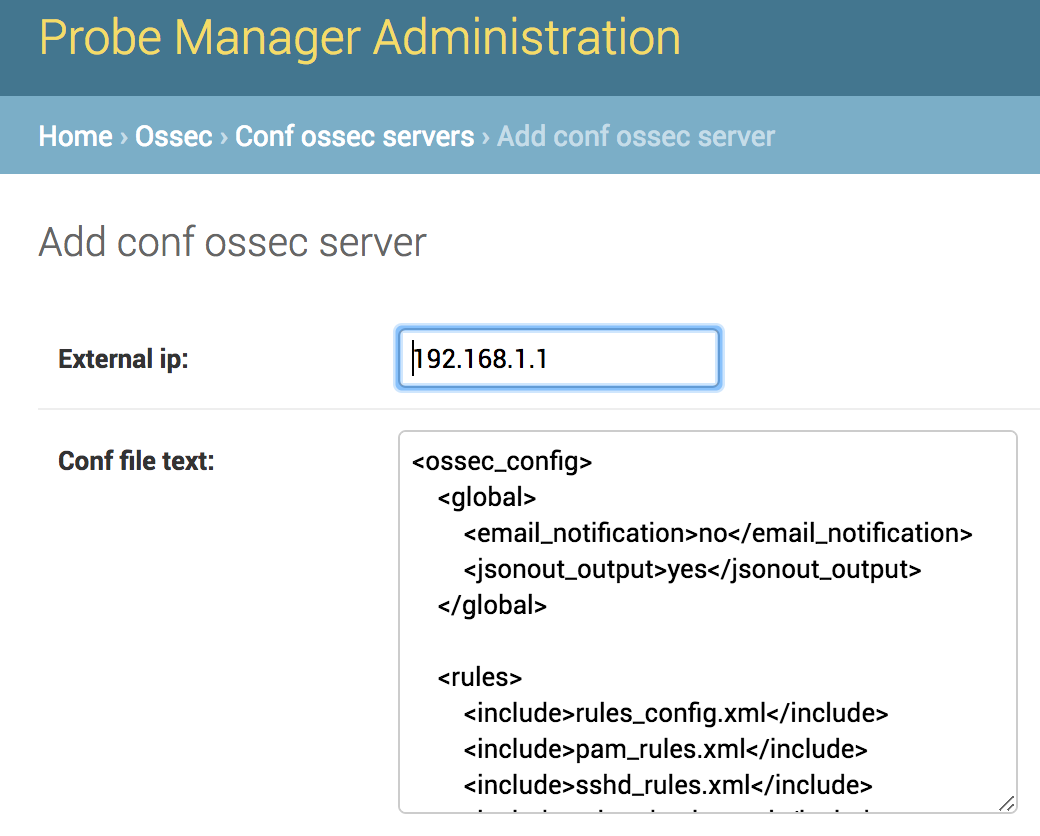 Probe Manager Administration
Home › Ossec › Conf ossec servers › Add conf ossec server
Add conf ossec server
External ip:
192.168.1.1
Conf file text:
<ossec_config>
<global>
<email_notification>no</email_notification>
<jsonout_output>yes</jsonout_output>
</global>
<rules>
<include>rules_config.xml</include>
<include>pam_rules.xml</include>
<include>sshd_rules.xml</include>